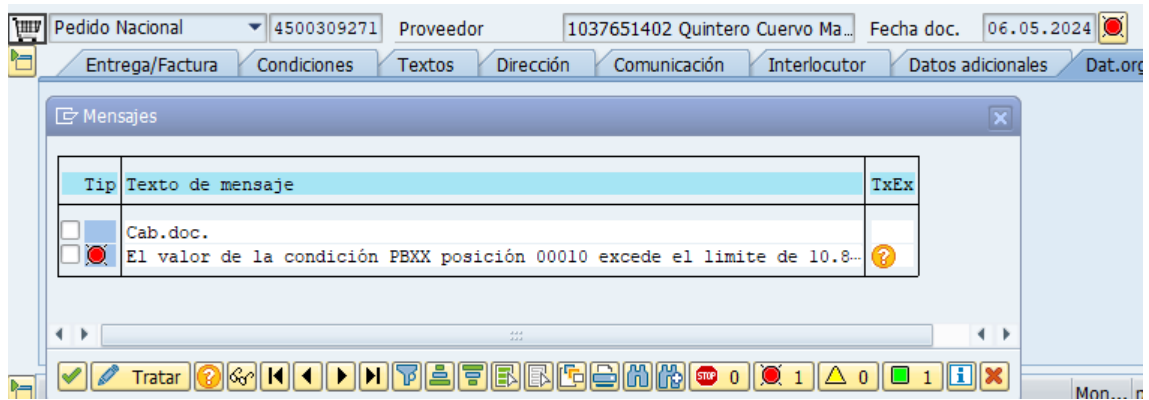 Pedido Nacional 4500309271 Proveedor 1037651402 Quintero Cuervo Ma... Fecha doc. 06.05.2024
Entrega/Factura Condiciones Textos Dirección Comunicación Interlocutor Datos adicionales Dat.org
Mensajes
Tip Texto de mensaje TxEx
Cab.doc.
El valor de la condición PBXX posición 00010 excede el limite de 10.8...
Tratar STOP 0 1 0 1
Mon...